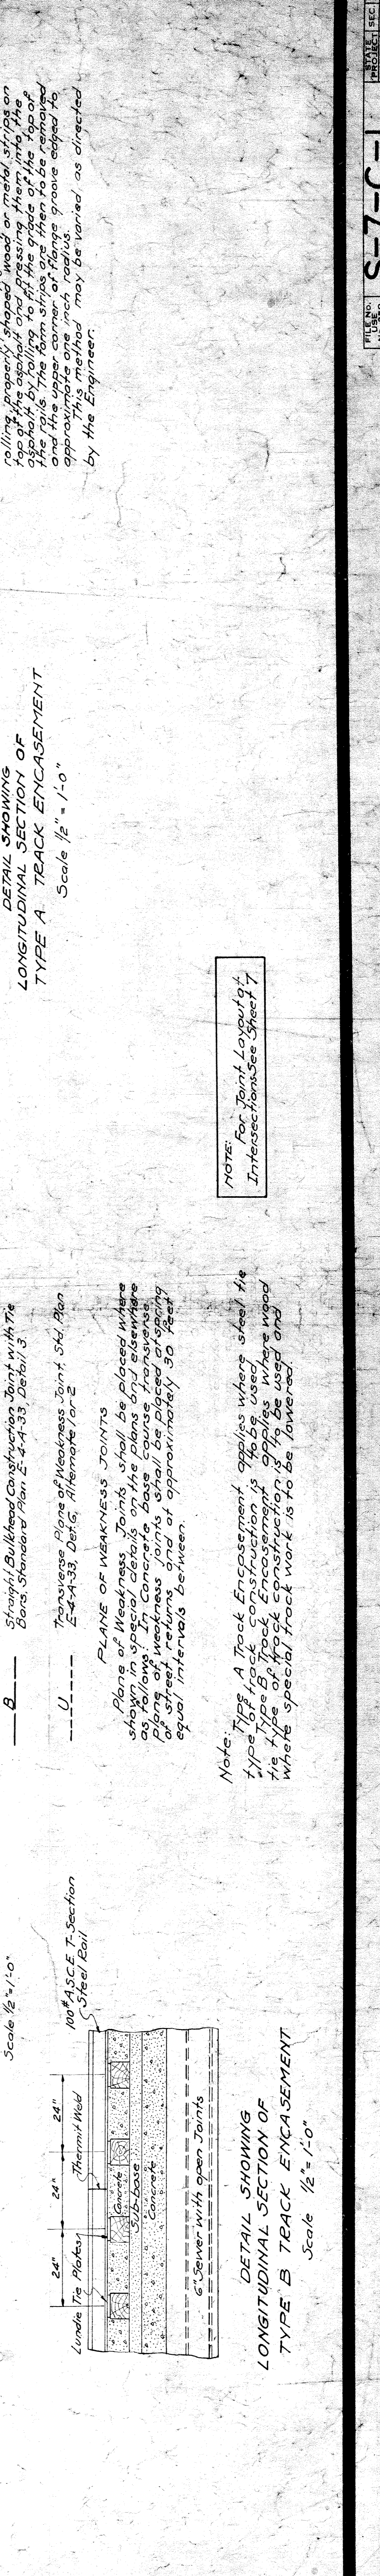 Scale ½"=1'-0"
24"
24"
24"
Lundie Tie Plates
Thermit Weld
100# A.S.C.E. T-Section
Steel Rail
Concrete
Sub-base
Concrete
6" Sewer with open Joints
DETAIL SHOWING
LONGITUDINAL SECTION OF
TYPE B TRACK ENCASEMENT
Scale ½"=1'-0"
B
Straight Bulkhead Construction Joint with Tie
Bars, Standard Plan E-4-A-33, Detail 3.
U
Transverse Plane of Weakness Joint, Std. Plan
E-4-A-33, Det. G, Alternate 1 or 2
PLANE OF WEAKNESS JOINTS
Plane of Weakness Joints shall be placed where
shown in special details on the plans and elsewhere
as follows: In Concrete base course transverse
plane of weakness joints shall be placed at spring
of street returns and at approximately 30 feet
equal intervals between.
Note:
Type A Track Encasement applies where steel tie
type of track construction is to be used.
Type B Track Encasement applies where wood
tie type of track construction is to be used and
where special track work is to be lowered.
DETAIL SHOWING
LONGITUDINAL SECTION OF
TYPE A TRACK ENCASEMENT
Scale ½"=1'-0"
NOTE:
For Joint Layout at
Intersections See Sheet 7
rolling properly shaped wood or metal strips on
top of the asphalt and pressing them into the
asphalt by rolling to fit the grade of the top of
the rails. The form strips are then to be removed
and the upper corner of flange groove edged to
approximate one inch radius.
This method may be varied as directed
by the Engineer.
FILE NO.
USE
STATE
PROJECT
SEC.